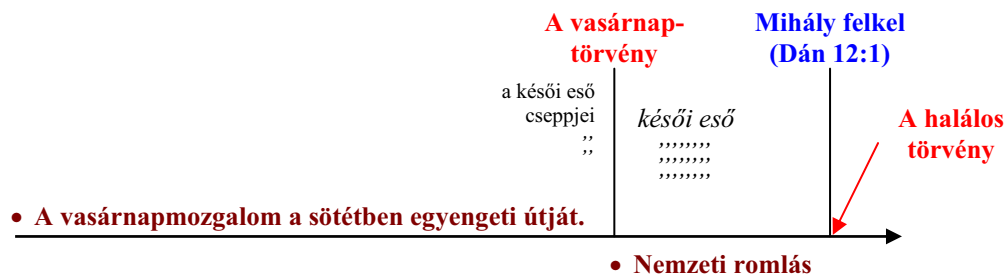 A vasárnap-
törvény
Mihály felkel
(Dán 12:1)
a késői eső
cseppjei
,,
,,
késői eső
,,,,,,,,
,,,,,,,,
,,,,,,,,
A halálos
törvény
• A vasárnapmozgalom a sötétben egyengeti útját.
• Nemzeti romlás